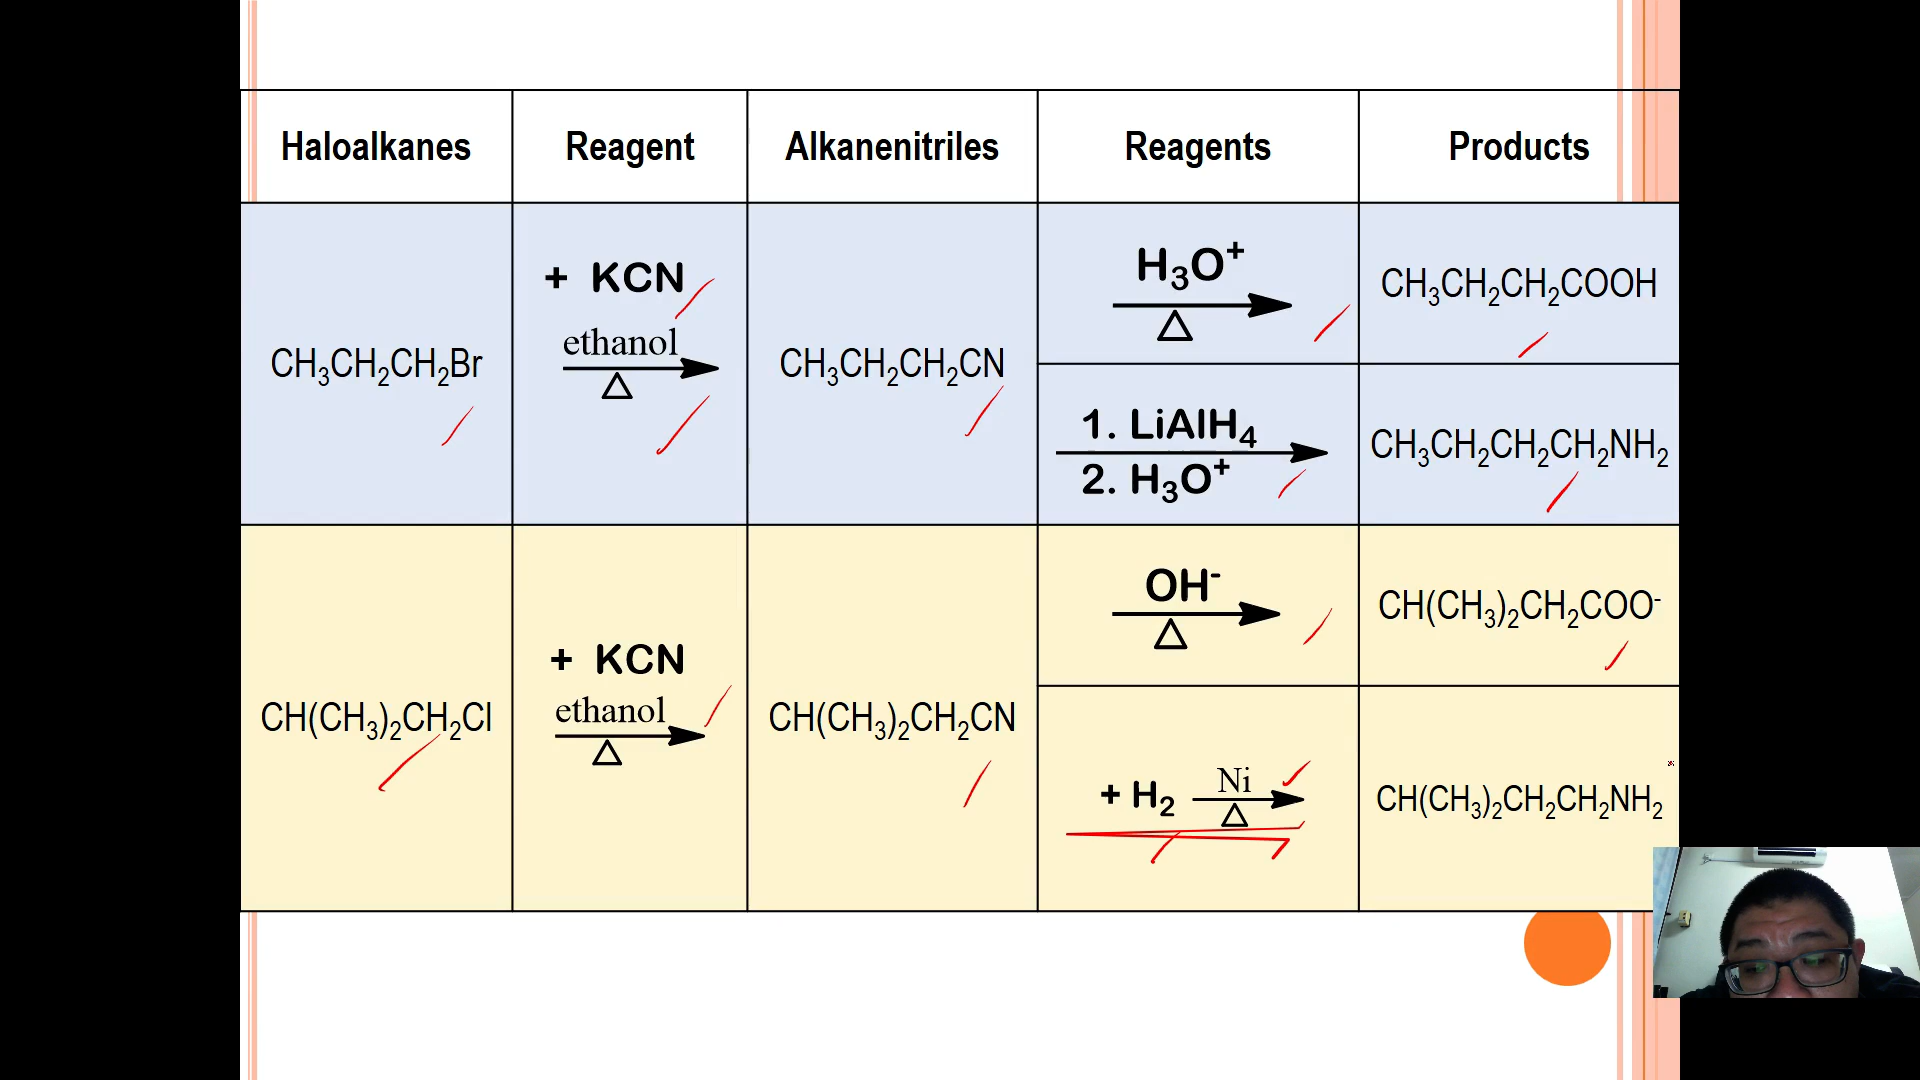 Haloalkanes Reagent Alkanenitriles Reagents Products
CH₃CH₂CH₂Br
+ KCN
ethanol
△
CH₃CH₂CH₂CN
H₃O⁺
△
CH₃CH₂CH₂COOH
1. LiAlH₄
2. H₃O⁺
CH₃CH₂CH₂CH₂NH₂
CH(CH₃)₂CH₂Cl
+ KCN
ethanol
△
CH(CH₃)₂CH₂CN
OH⁻
△
CH(CH₃)₂CH₂COO⁻
+ H₂ Ni
△
CH(CH₃)₂CH₂CH₂NH₂